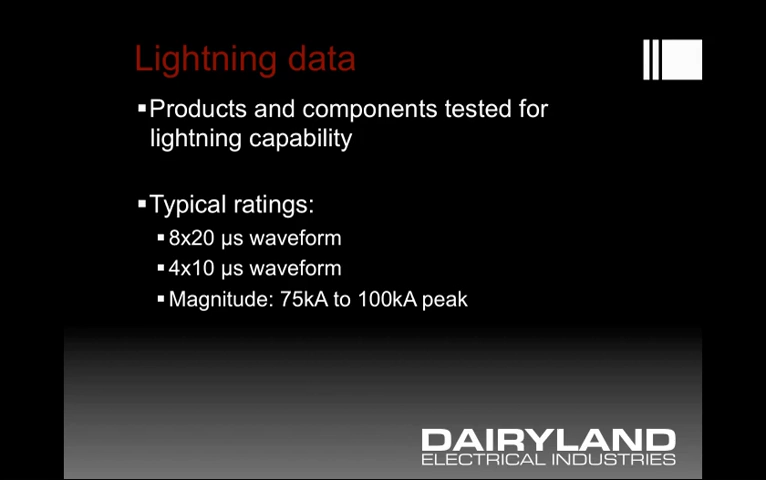 Lightning data
▪Products and components tested for
lightning capability
▪Typical ratings:
▪8x20 µs waveform
▪4x10 µs waveform
▪Magnitude: 75kA to 100kA peak
DAIRYLAND
ELECTRICAL INDUSTRIES